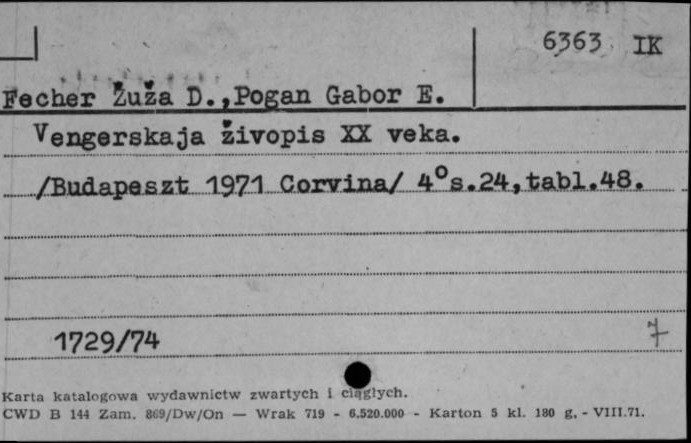 6363 IK
Fecher Žuža D.,Pogan Gabor E.
Vengerskaja živopis XX veka.
/Budapeszt 1971 Corvina/ 4° s.24,tabl.48.
1729/74
7
Karta katalogowa wydawnictw zwartych i ciągłych.
CWD B 144 Zam. 869/Dw/On — Wrak 719 - 6.520.000 - Karton 5 kl. 180 g. - VIII.71.